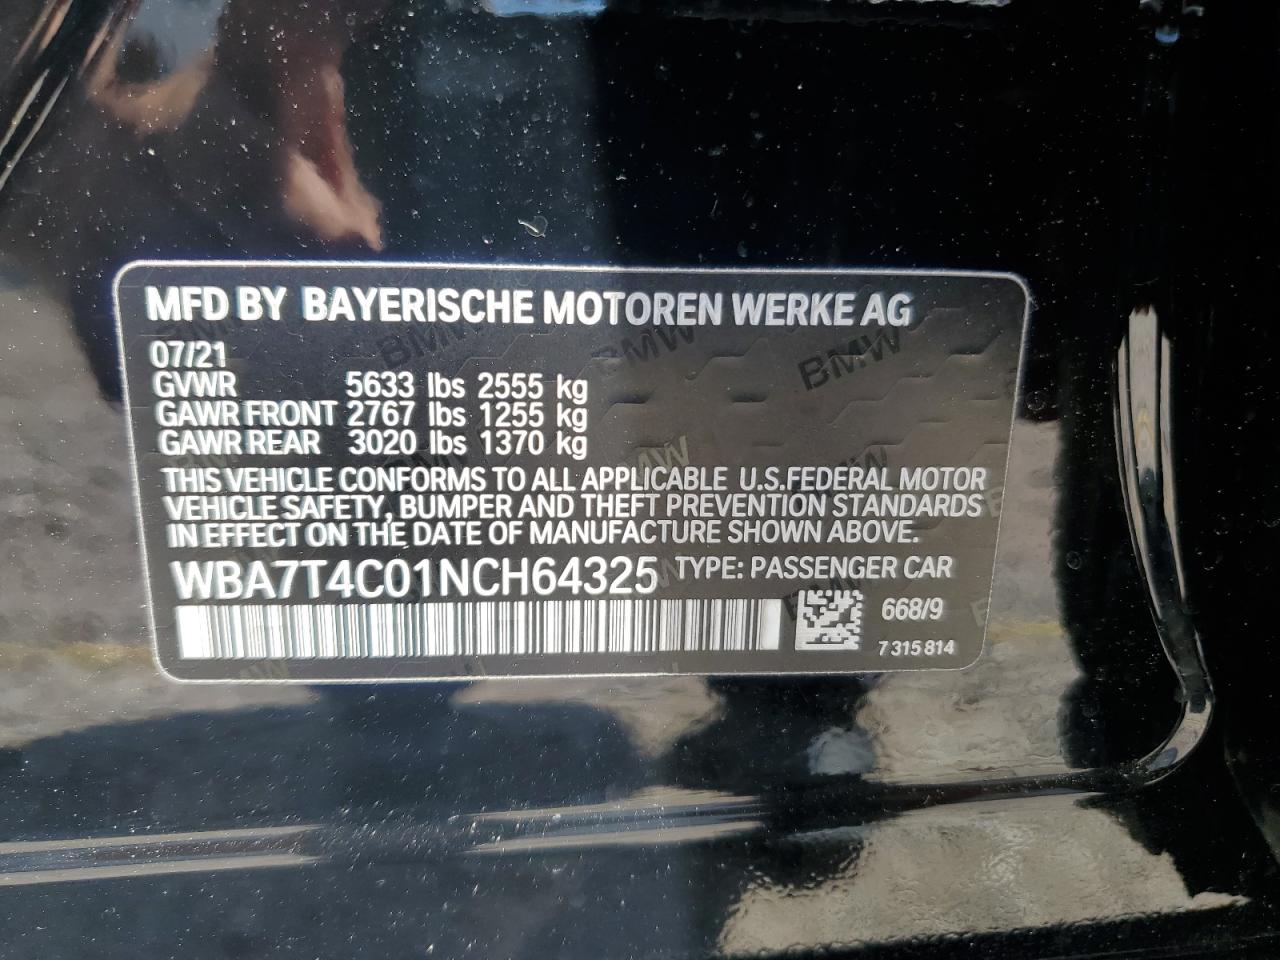 MFD BY BAYERISCHE MOTOREN WERKE AG
07/21
GVWR 5633 lbs 2555 kg
GAWR FRONT 2767 lbs 1255 kg
GAWR REAR 3020 lbs 1370 kg
THIS VEHICLE CONFORMS TO ALL APPLICABLE U.S.FEDERAL MOTOR
VEHICLE SAFETY, BUMPER AND THEFT PREVENTION STANDARDS
IN EFFECT ON THE DATE OF MANUFACTURE SHOWN ABOVE.
WBA7T4C01NCH64325 TYPE: PASSENGER CAR
668/9
7 315 814
BMW
BMW
BMW